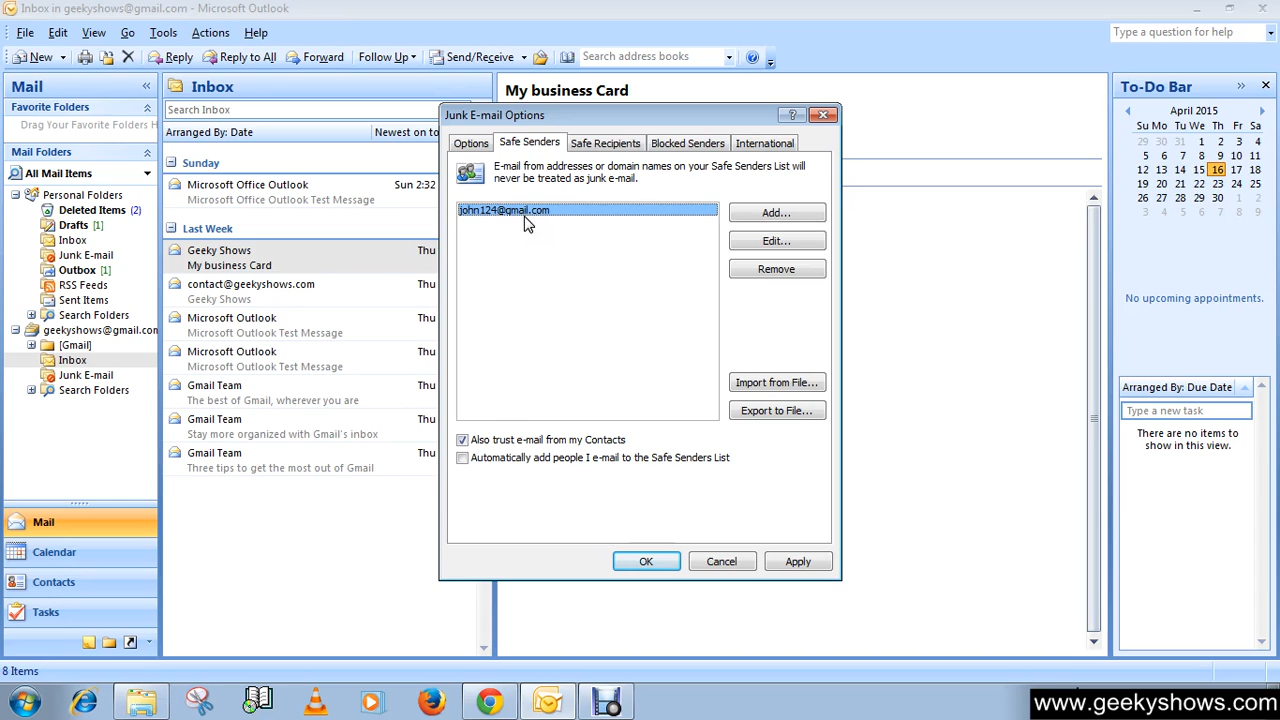 Inbox in geekyshows@gmail.com - Microsoft Outlook
File Edit View Go Tools Actions Help
Type a question for help
New Reply Reply to All Forward Follow Up Send/Receive Search address books
Mail «
Favorite Folders
Drag Your Favorite Folders H
Mail Folders
All Mail Items
Personal Folders
Deleted Items (2)
Drafts [1]
Inbox
Junk E-mail
Outbox [1]
RSS Feeds
Sent Items
Search Folders
geekyshows@gmail.com
[Gmail]
Inbox
Junk E-mail
Search Folders
Mail
Calendar
Contacts
Tasks
8 Items
Inbox
Search Inbox
Arranged By: Date Newest on to
Sunday
Microsoft Office Outlook Sun 2:32
Microsoft Office Outlook Test Message
Last Week
Geeky Shows Thu
My business Card
contact@geekyshows.com Thu
Geeky Shows
Microsoft Outlook Thu
Microsoft Outlook Test Message
Microsoft Outlook Thu
Microsoft Outlook Test Message
Gmail Team Thu
The best of Gmail, wherever you are
Gmail Team Thu
Stay more organized with Gmail's inbox
Gmail Team Thu
Three tips to get the most out of Gmail
My business Card
Junk E-mail Options
Options Safe Senders Safe Recipients Blocked Senders International
E-mail from addresses or domain names on your Safe Senders List will
never be treated as junk e-mail.
john124@gmail.com
Add...
Edit...
Remove
Import from File...
Export to File...
Also trust e-mail from my Contacts
Automatically add people I e-mail to the Safe Senders List
OK Cancel Apply
To-Do Bar »
April 2015
Su Mo Tu We Th Fr Sa
29 30 31 1 2 3 4
5 6 7 8 9 10 11
12 13 14 15 16 17 18
19 20 21 22 23 24 25
26 27 28 29 30 1 2
No upcoming appointments.
Arranged By: Due Date
Type a new task
There are no items to
show in this view.
www.geekyshows.com